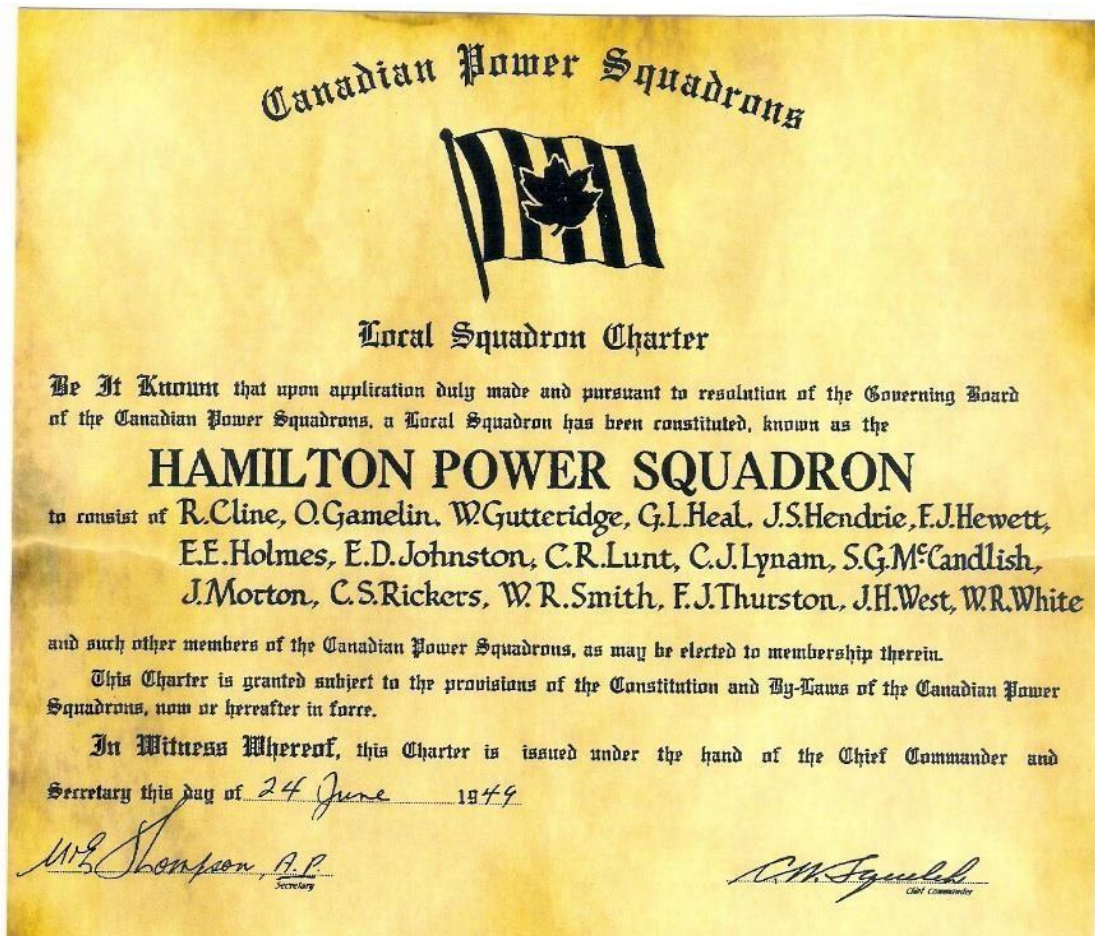 Canadian Power Squadrons
Local Squadron Charter
Be It Known that upon application duly made and pursuant to resolution of the Governing Board
of the Canadian Power Squadrons, a Local Squadron has been constituted, known as the
HAMILTON POWER SQUADRON
to consist of R.Cline, O.Gamelin, W.Gutteridge, G.L.Heal, J.S.Hendrie, F.J.Hewett,
E.E.Holmes, E.D.Johnston, C.R.Lunt, C.J.Lynam, S.G.McCandlish,
J.Morton, C.S.Rickers, W.R.Smith, F.J.Thurston, J.H.West, W.R.White
and such other members of the Canadian Power Squadrons, as may be elected to membership therein.
This Charter is granted subject to the provisions of the Constitution and By-Laws of the Canadian Power
Squadrons, now or hereafter in force.
In Witness Whereof, this Charter is issued under the hand of the Chief Commander and
Secretary this day of 24 June 1949
Thompson, A.P.
Secretary
C.W. Squelch
Chief Commander